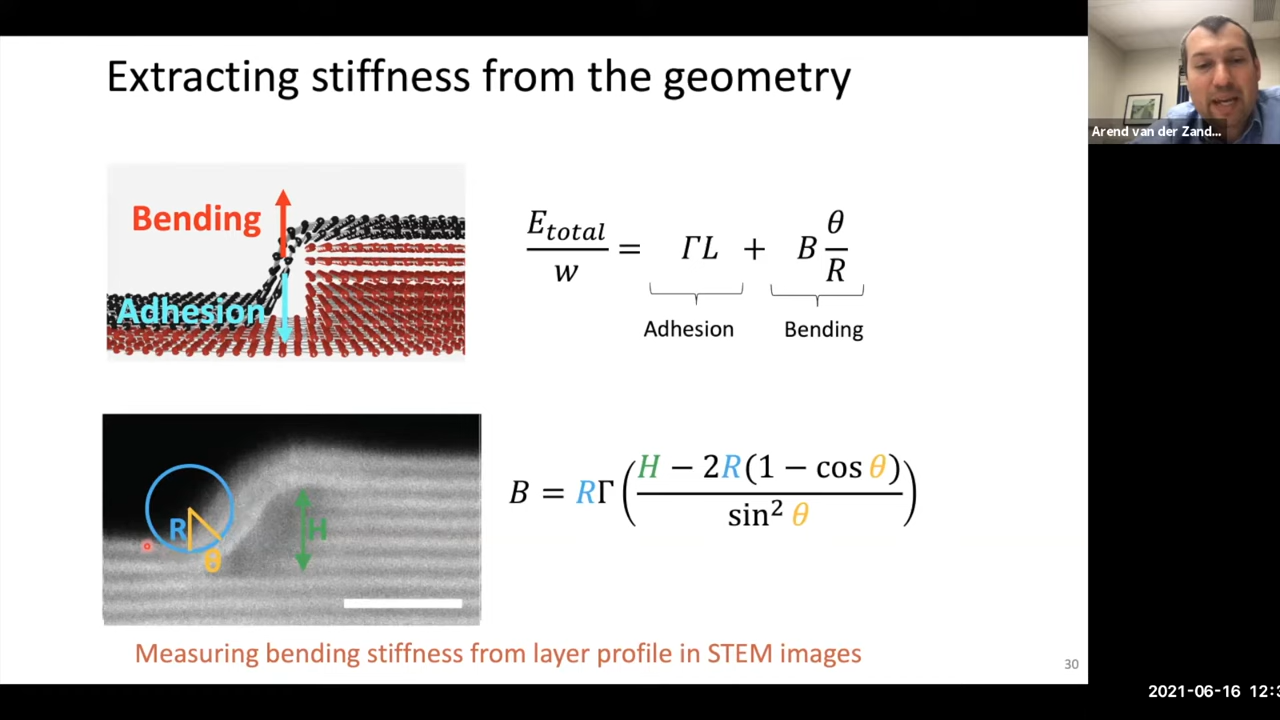 Extracting stiffness from the geometry
Arend van der Zand...
Bending
Adhesion
E_total/w = ΓL + B θ/R
Adhesion Bending
R
θ
H
B = RΓ((H − 2R(1 − cos θ))/sin² θ)
Measuring bending stiffness from layer profile in STEM images
30
2021-06-16 12:3